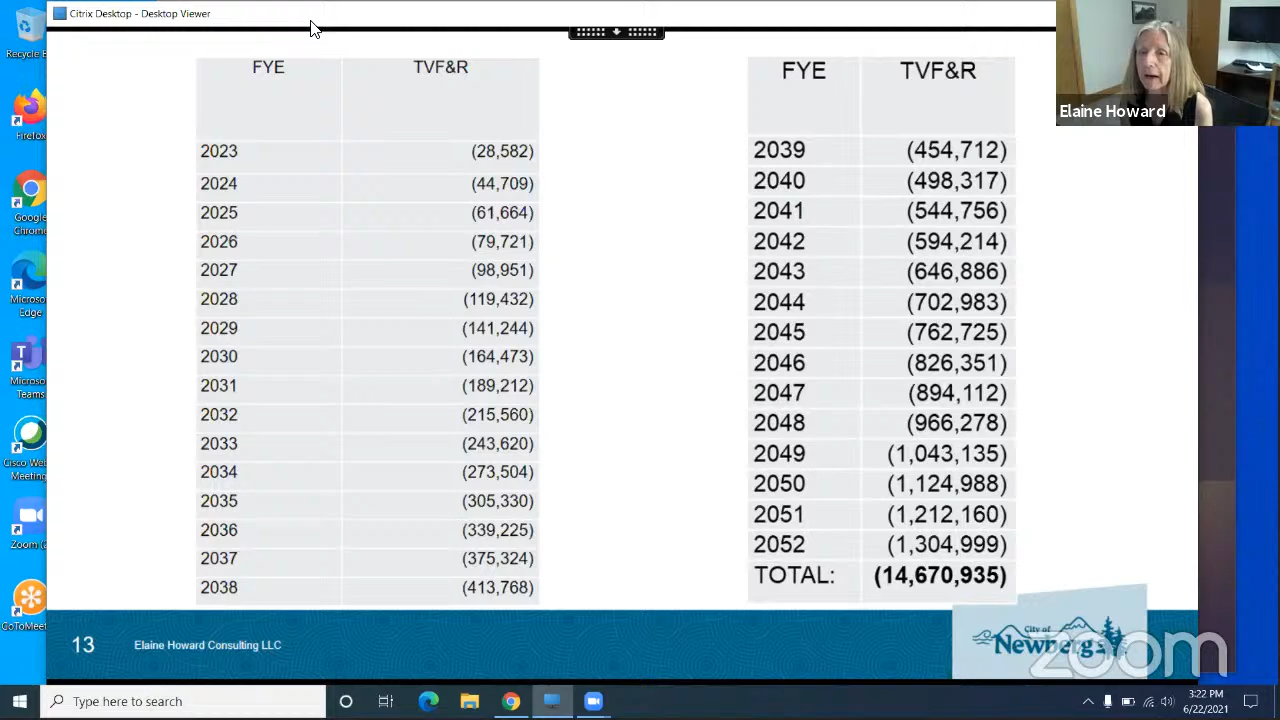 Citrix Desktop - Desktop Viewer
Elaine Howard
Firefox
Google
Chrome
Microsoft
Edge
Microsoft
Teams
Cisco
Meeting
Zoom
GoToMeet
FYE TVF&R
2023 (28,582)
2024 (44,709)
2025 (61,664)
2026 (79,721)
2027 (98,951)
2028 (119,432)
2029 (141,244)
2030 (164,473)
2031 (189,212)
2032 (215,560)
2033 (243,620)
2034 (273,504)
2035 (305,330)
2036 (339,225)
2037 (375,324)
2038 (413,768)
FYE TVF&R
2039 (454,712)
2040 (498,317)
2041 (544,756)
2042 (594,214)
2043 (646,886)
2044 (702,983)
2045 (762,725)
2046 (826,351)
2047 (894,112)
2048 (966,278)
2049 (1,043,135)
2050 (1,124,988)
2051 (1,212,160)
2052 (1,304,999)
TOTAL: (14,670,935)
13 Elaine Howard Consulting LLC
City of
Newberg
zoom
Type here to search
3:22 PM
6/22/2021